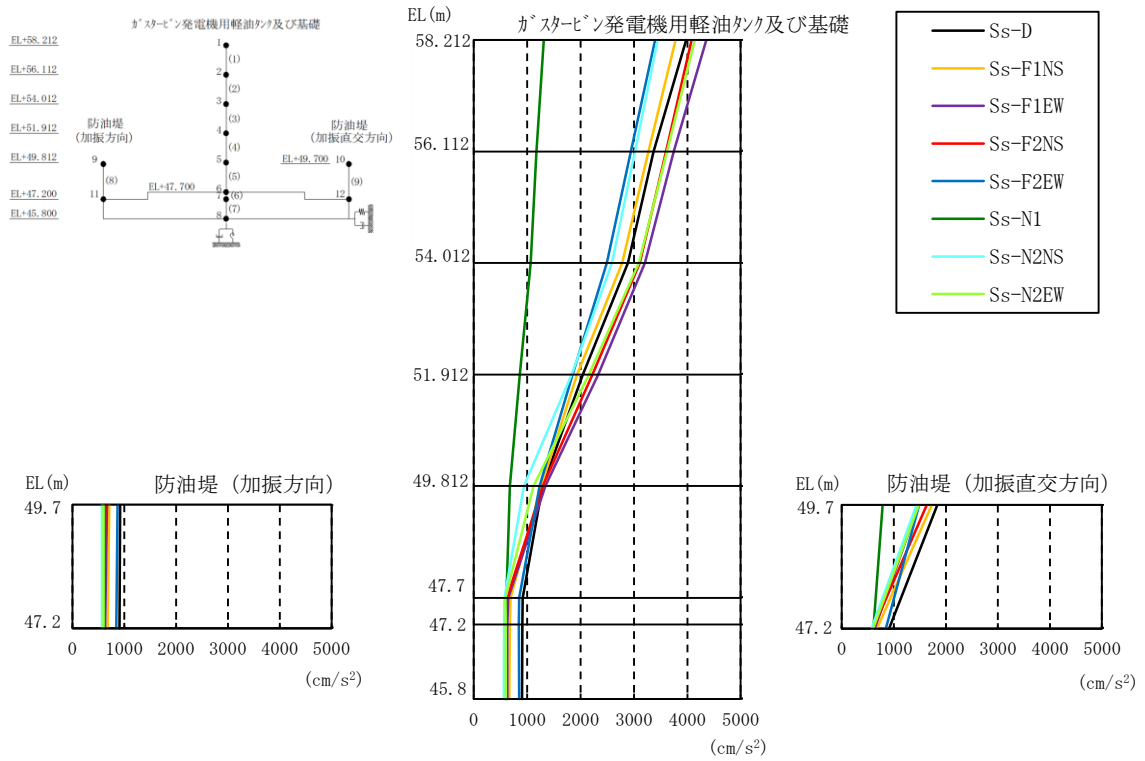 ｶﾞｽﾀｰﾋﾞﾝ発電機用軽油ﾀﾝｸ及び基礎
EL+58.212
EL+56.112
EL+54.012
EL+51.912
EL+49.812
EL+47.200
EL+45.800
1
(1)
2
(2)
3
(3)
4
(4)
5
(5)
6
(6)
7
(7)
8
防油堤
(加振方向)
9
(8)
11
EL+47.700
防油堤
(加振直交方向)
EL+49.700
10
(9)
12
EL(m)
ｶﾞｽﾀｰﾋﾞﾝ発電機用軽油ﾀﾝｸ及び基礎
58.212
56.112
54.012
51.912
49.812
47.7
47.2
45.8
0 1000 2000 3000 4000 5000
(cm/s²)
Ss-D
Ss-F1NS
Ss-F1EW
Ss-F2NS
Ss-F2EW
Ss-N1
Ss-N2NS
Ss-N2EW
EL(m)
防油堤（加振方向）
49.7
47.2
0 1000 2000 3000 4000 5000
(cm/s²)
EL(m)
防油堤（加振直交方向）
49.7
47.2
0 1000 2000 3000 4000 5000
(cm/s²)